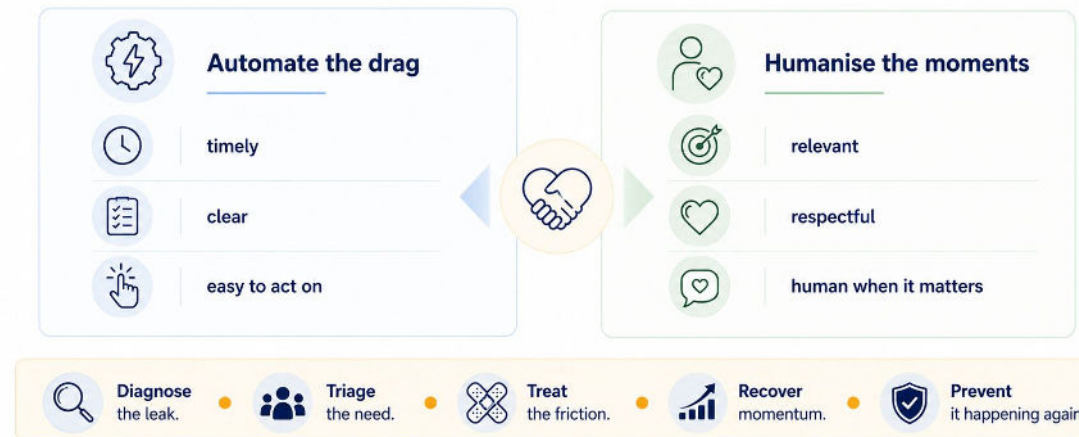 Automate the drag
timely
clear
easy to act on
Humanise the moments
relevant
respectful
human when it matters
Diagnose
the leak.
Triage
the need.
Treat
the friction.
Recover
momentum.
Prevent
it happening again